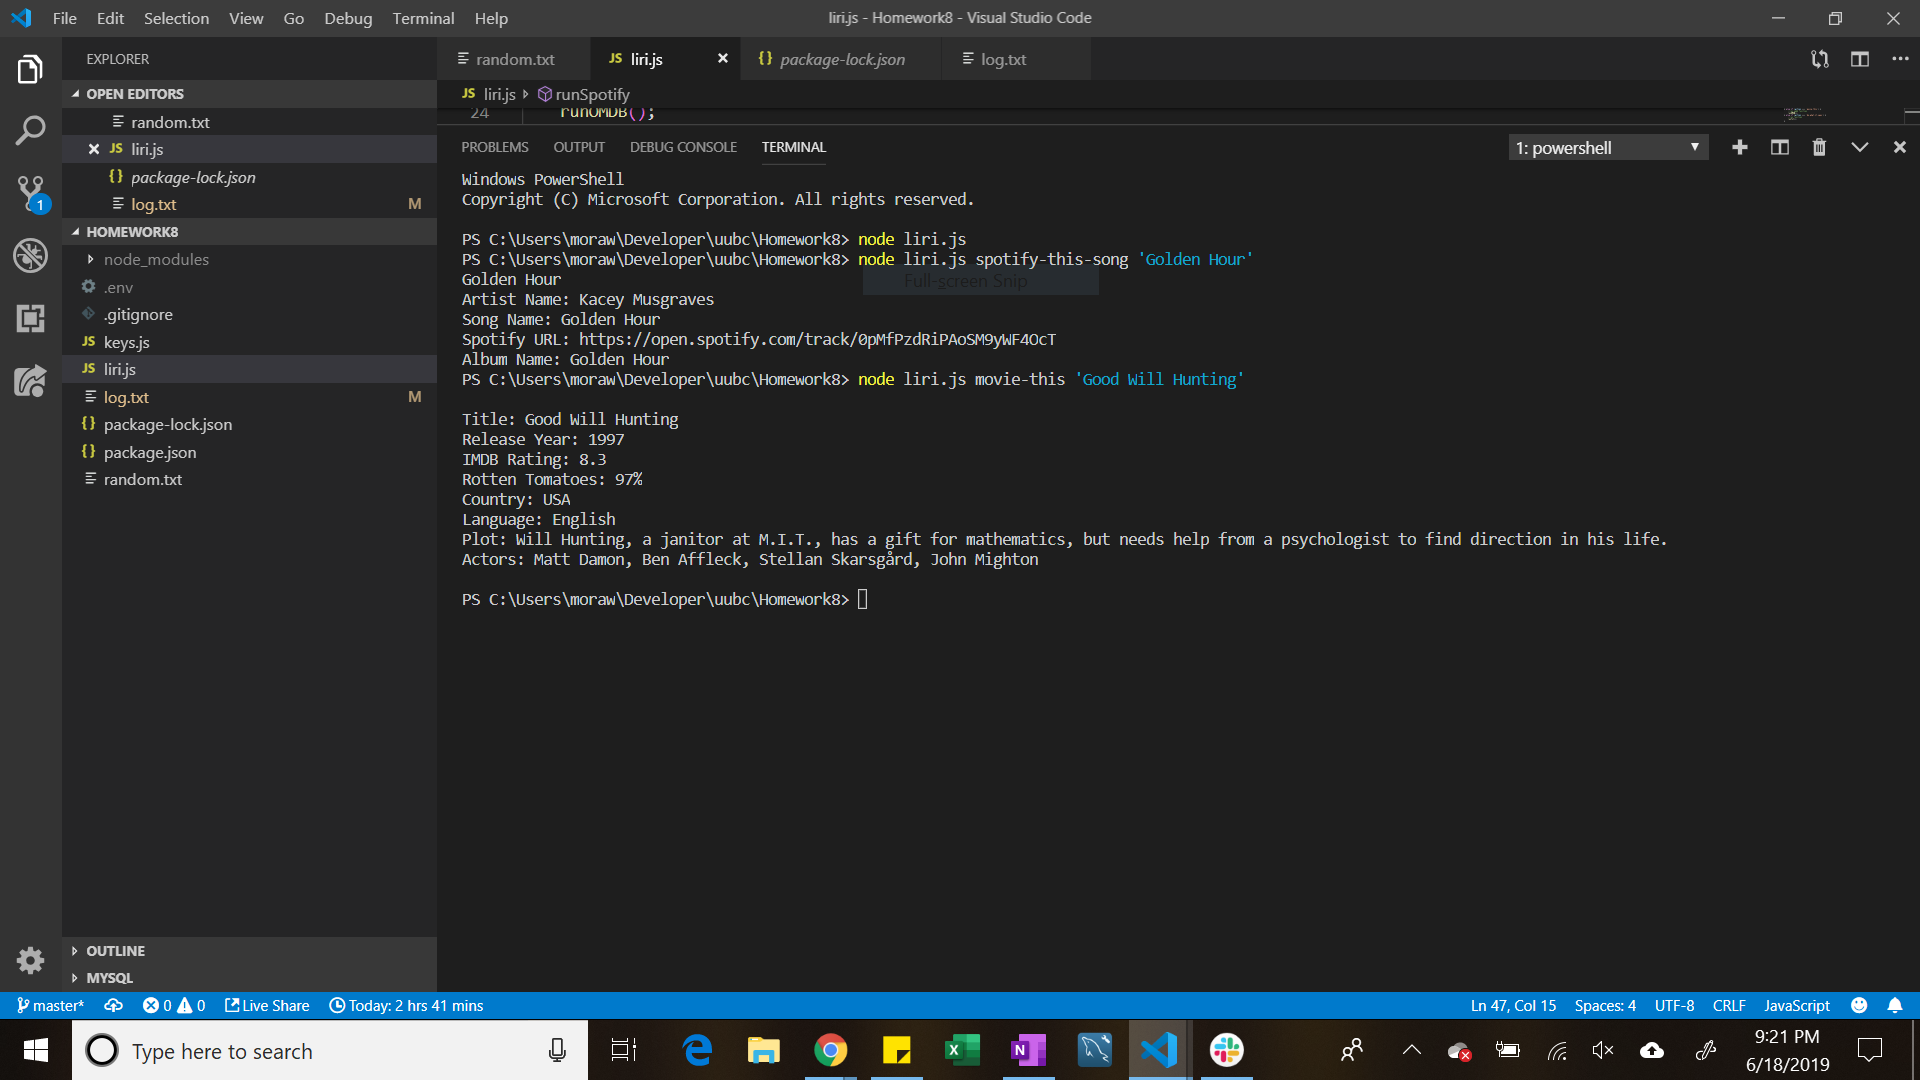 File Edit Selection View Go Debug Terminal Help
liri.js - Homework8 - Visual Studio Code
EXPLORER
OPEN EDITORS
random.txt
JS liri.js
{} package-lock.json
log.txt M
HOMEWORK8
node_modules
.env
.gitignore
JS keys.js
JS liri.js
log.txt M
{} package-lock.json
{} package.json
random.txt
OUTLINE
MYSQL
1
random.txt JS liri.js {} package-lock.json log.txt
JS liri.js runSpotify
24 runOMDB();
PROBLEMS OUTPUT DEBUG CONSOLE TERMINAL
1: powershell
Windows PowerShell
Copyright (C) Microsoft Corporation. All rights reserved.
PS C:\Users\moraw\Developer\uubc\Homework8> node liri.js
PS C:\Users\moraw\Developer\uubc\Homework8> node liri.js spotify-this-song 'Golden Hour'
Golden Hour
Full-screen Snip
Artist Name: Kacey Musgraves
Song Name: Golden Hour
Spotify URL: https://open.spotify.com/track/0pMfPzdRiPAoSM9yWF4OcT
Album Name: Golden Hour
PS C:\Users\moraw\Developer\uubc\Homework8> node liri.js movie-this 'Good Will Hunting'
Title: Good Will Hunting
Release Year: 1997
IMDB Rating: 8.3
Rotten Tomatoes: 97%
Country: USA
Language: English
Plot: Will Hunting, a janitor at M.I.T., has a gift for mathematics, but needs help from a psychologist to find direction in his life.
Actors: Matt Damon, Ben Affleck, Stellan Skarsgård, John Mighton
PS C:\Users\moraw\Developer\uubc\Homework8>
master* 0 0 Live Share Today: 2 hrs 41 mins
Ln 47, Col 15 Spaces: 4 UTF-8 CRLF JavaScript
Type here to search
9:21 PM
6/18/2019